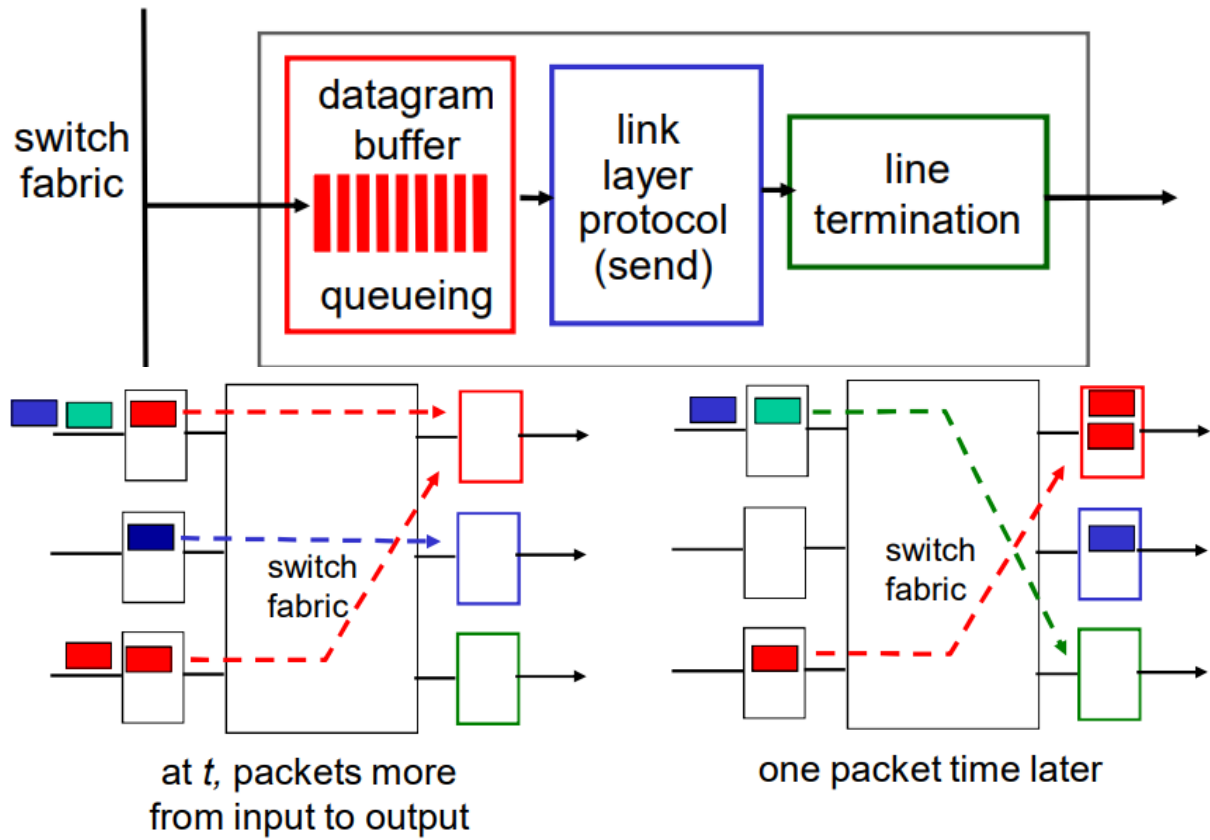 switch
fabric
datagram
buffer
queueing
link
layer
protocol
(send)
line
termination
switch
fabric
at t, packets more
from input to output
switch
fabric
one packet time later